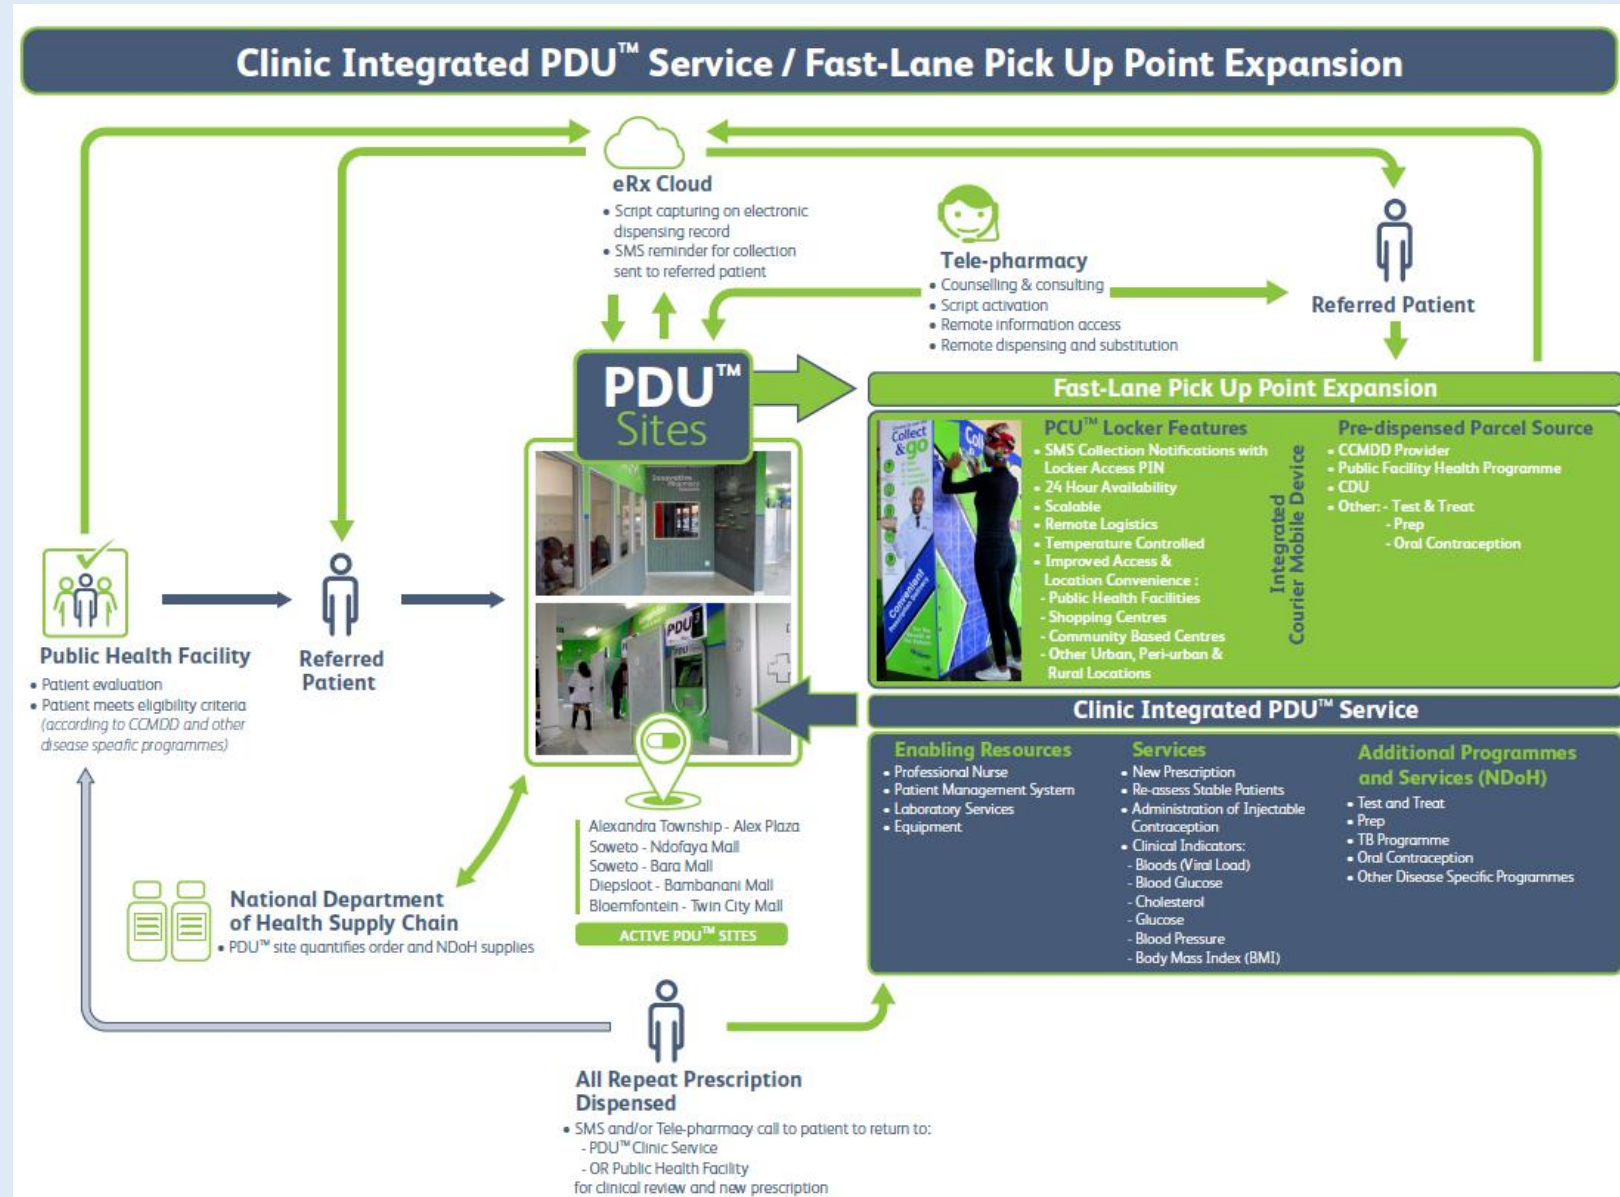 Clinic Integrated PDU™ Service / Fast-Lane Pick Up Point Expansion
eRx Cloud
• Script capturing on electronic
dispensing record
• SMS reminder for collection
sent to referred patient
Tele-pharmacy
• Counselling & consulting
• Script activation
• Remote information access
• Remote dispensing and substitution
Referred Patient
PDU™
Sites
Fast-Lane Pick Up Point Expansion
Collect
&go
Convenient
PCU™ Locker Features
• SMS Collection Notifications with
Locker Access PIN
• 24 Hour Availability
• Scalable
• Remote Logistics
• Temperature Controlled
• Improved Access &
Location Convenience :
- Public Health Facilities
- Shopping Centres
- Community Based Centres
- Other Urban, Peri-urban &
Rural Locations
Integrated
Courier Mobile Device
Pre-dispensed Parcel Source
• CCMDD Provider
• Public Facility Health Programme
• CDU
• Other: - Test & Treat
- Prep
- Oral Contraception
Public Health Facility
• Patient evaluation
• Patient meets eligibility criteria
(according to CCMDD and other
disease specific programmes)
Referred
Patient
PDU
Clinic Integrated PDU™ Service
Enabling Resources
• Professional Nurse
• Patient Management System
• Laboratory Services
• Equipment
Services
• New Prescription
• Re-assess Stable Patients
• Administration of Injectable
Contraception
• Clinical Indicators:
- Bloods (Viral Load)
- Blood Glucose
- Cholesterol
- Glucose
- Blood Pressure
- Body Mass Index (BMI)
Additional Programmes
and Services (NDoH)
• Test and Treat
• Prep
• TB Programme
• Oral Contraception
• Other Disease Specific Programmes
Alexandra Township - Alex Plaza
Soweto - Ndofaya Mall
Soweto - Bara Mall
Diepsloot - Bambanani Mall
Bloemfontein - Twin City Mall
ACTIVE PDU™ SITES
National Department
of Health Supply Chain
• PDU™ site quantifies order and NDoH supplies
All Repeat Prescription
Dispensed
• SMS and/or Tele-pharmacy call to patient to return to:
- PDU™ Clinic Service
- OR Public Health Facility
for clinical review and new prescription